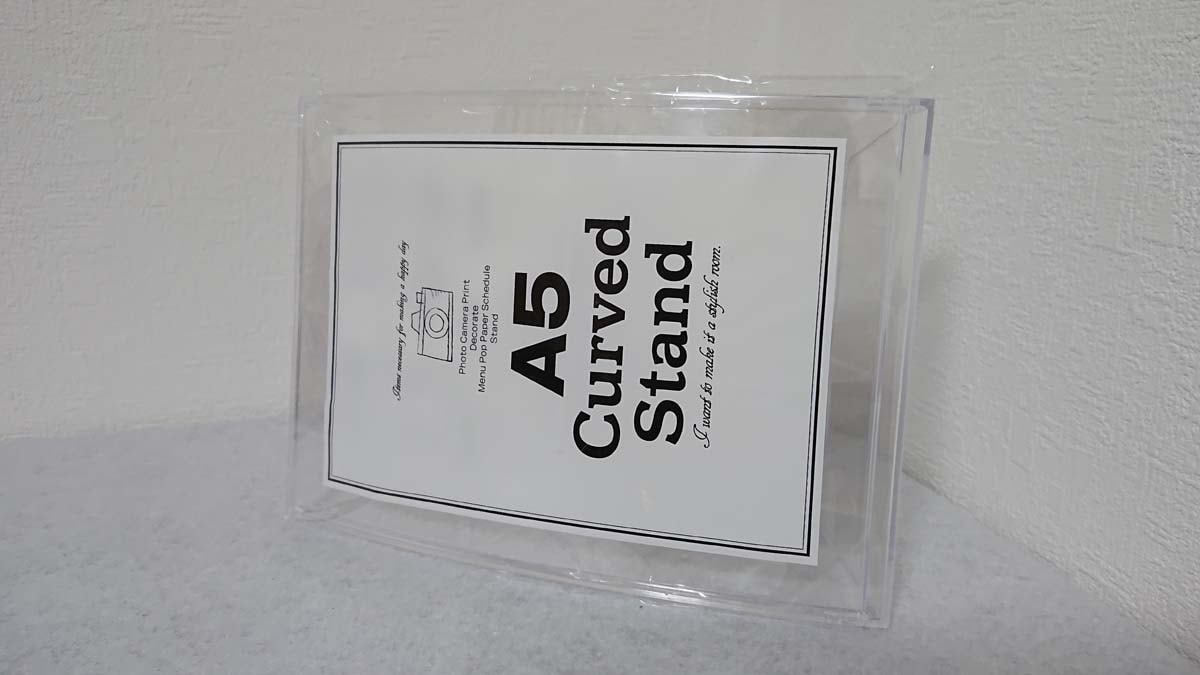 Items necessary for making a happy day
Photo Camera Print
Decorate
Menu Pop Paper Schedule
Stand
A5
Curved
Stand
I want to make it a stylish room.